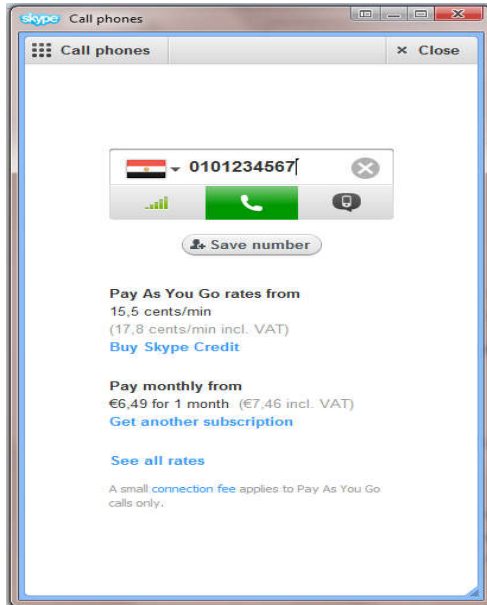 skype Call phones
Call phones × Close
0101234567
Save number
Pay As You Go rates from
15,5 cents/min
(17,8 cents/min incl. VAT)
Buy Skype Credit
Pay monthly from
€6,49 for 1 month (€7,46 incl. VAT)
Get another subscription
See all rates
A small connection fee applies to Pay As You Go
calls only.